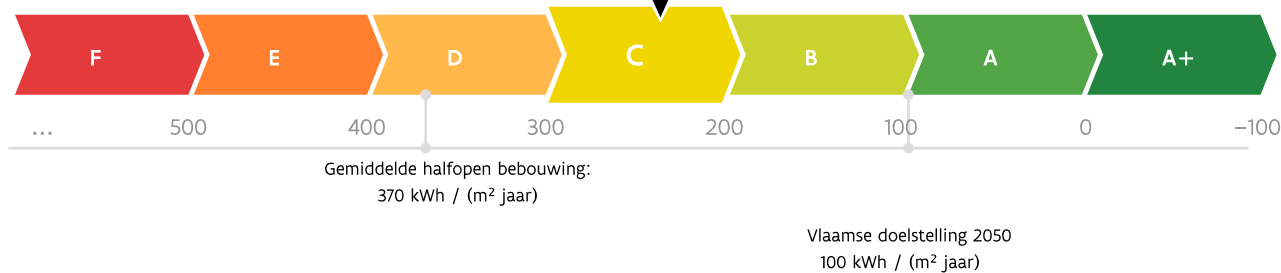 F E D C B A A+
... 500 400 300 200 100 0 –100
Gemiddelde halfopen bebouwing:
370 kWh / (m² jaar)
Vlaamse doelstelling 2050
100 kWh / (m² jaar)